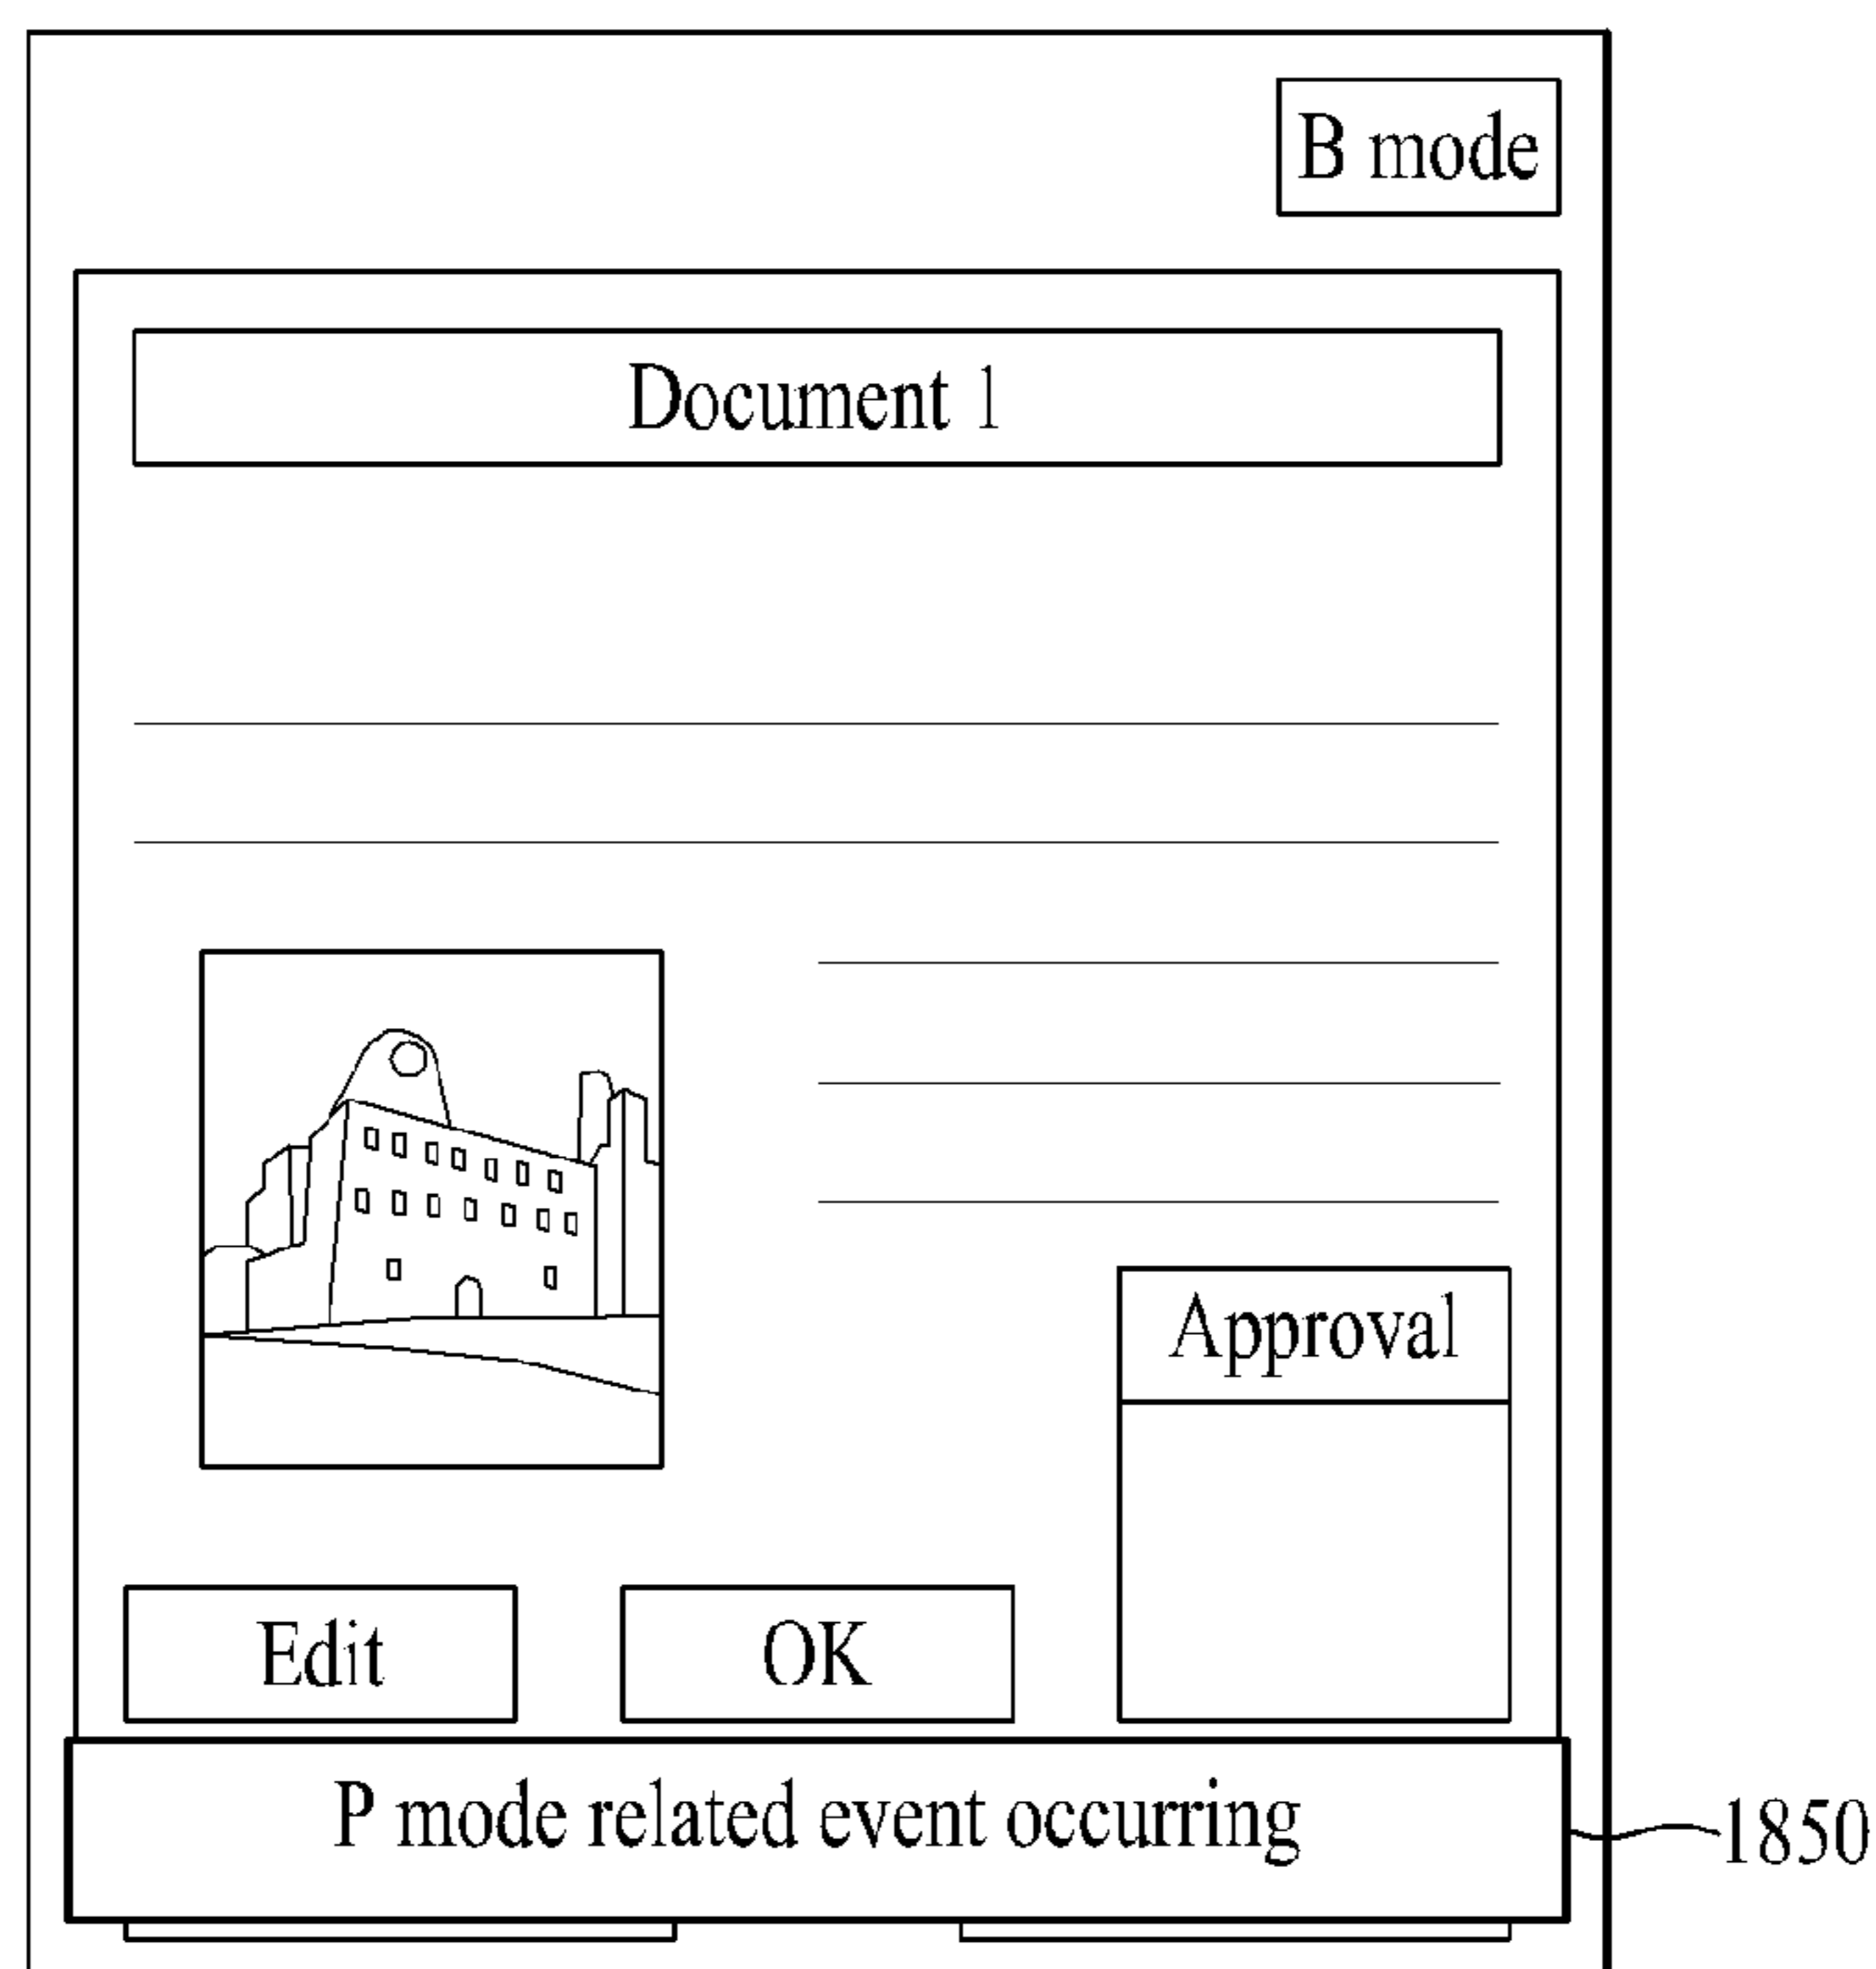 B mode
Document 1
Approval
Edit
OK
P mode related event occurring
1850